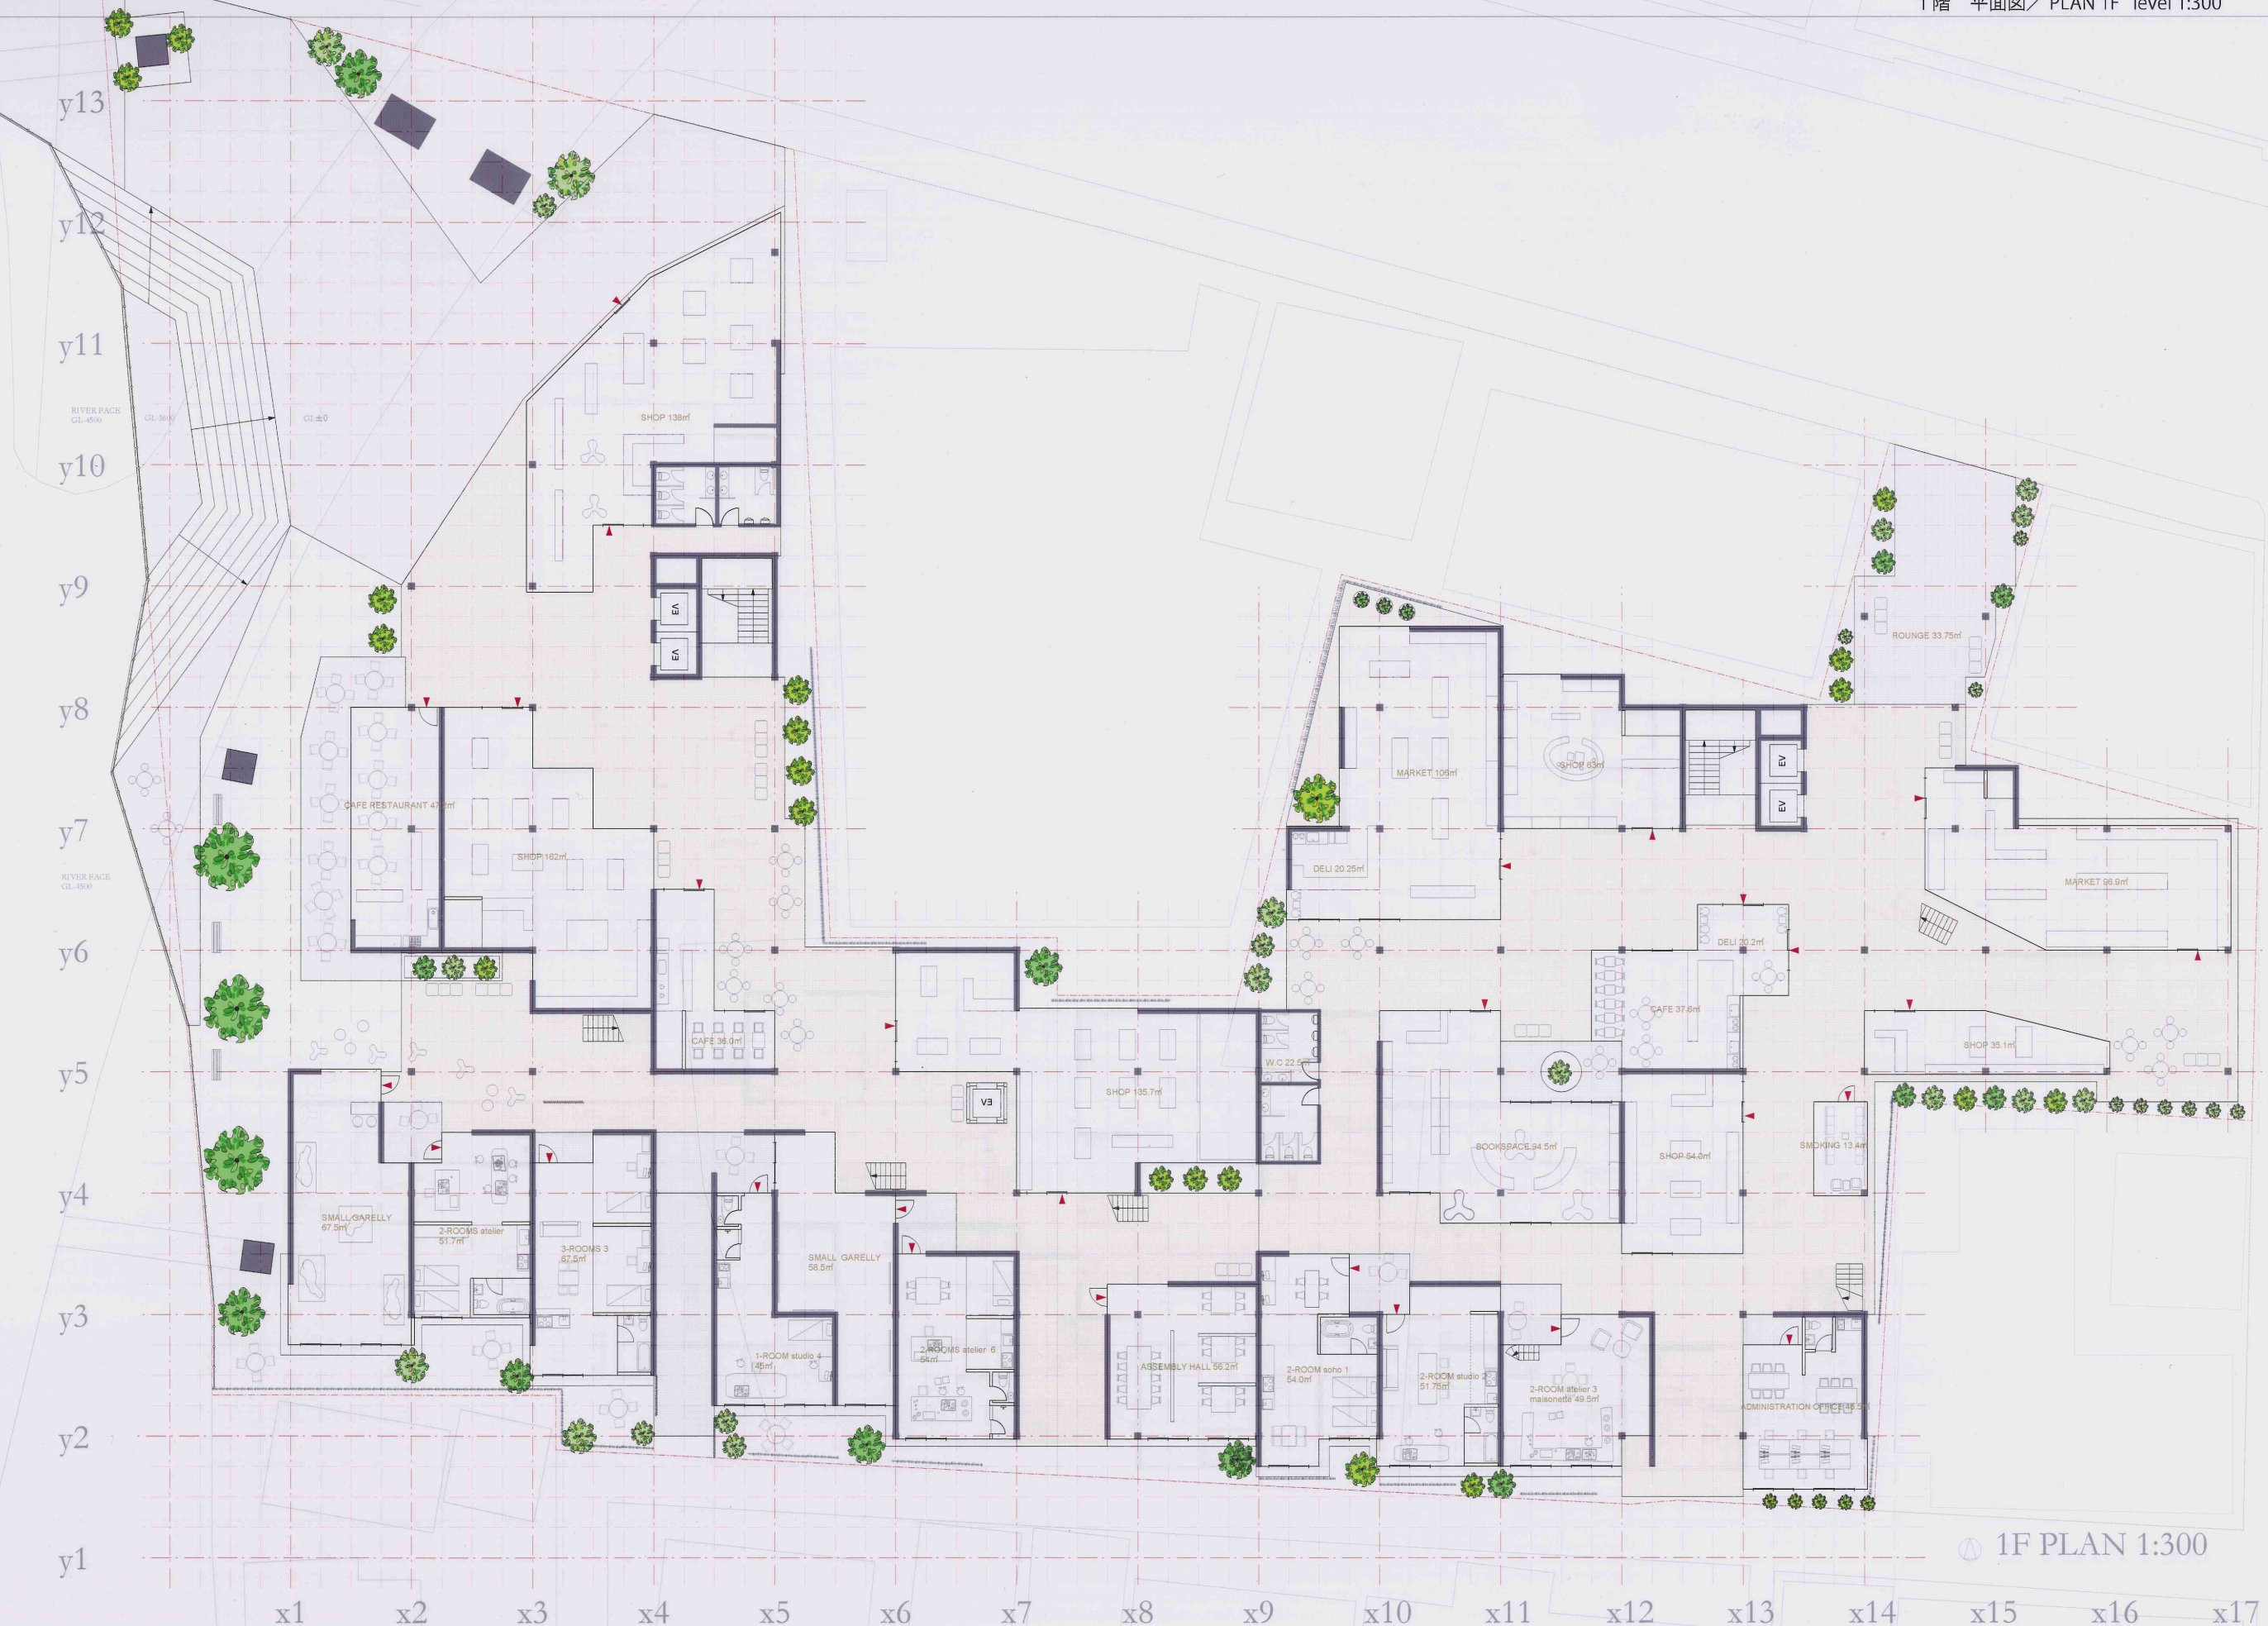 1階 平面図／ PLAN 1F level 1:300
y13
y12
y11
RIVER FACE
GL-4500
GL-3600
GL±0
SHOP 138㎡
y10
y9
EV
EV
ROUNGE 33.75㎡
y8
MARKET 106㎡
SHOP 63㎡
EV
EV
CAFE RESTAURANT 47.2㎡
y7
SHOP 162㎡
DELI 20.25㎡
MARKET 96.9㎡
RIVER FACE
GL-4500
y6
DELI 20.2㎡
CAFE 37.6㎡
CAFE 36.0㎡
W.C 22.5㎡
SHOP 35.1㎡
y5
SHOP 135.7㎡
EV
BOOKSPACE 94.5㎡
SHOP 54.0㎡
SMOKING 13.4㎡
y4
SMALL GARELLY
67.5㎡
2-ROOMS atelier
51.7㎡
3-ROOMS 3
67.5㎡
SMALL GARELLY
58.5㎡
y3
1-ROOM studio 4
45㎡
2-ROOMS atelier 6
54㎡
ASSEMBLY HALL 56.2㎡
2-ROOM soho 1
54.0㎡
2-ROOM studio 2
51.75㎡
2-ROOM atelier 3
maisonette 49.5㎡
ADMINISTRATION OFFICE
y2
y1
1F PLAN 1:300
x1 x2 x3 x4 x5 x6 x7 x8 x9 x10 x11 x12 x13 x14 x15 x16 x17